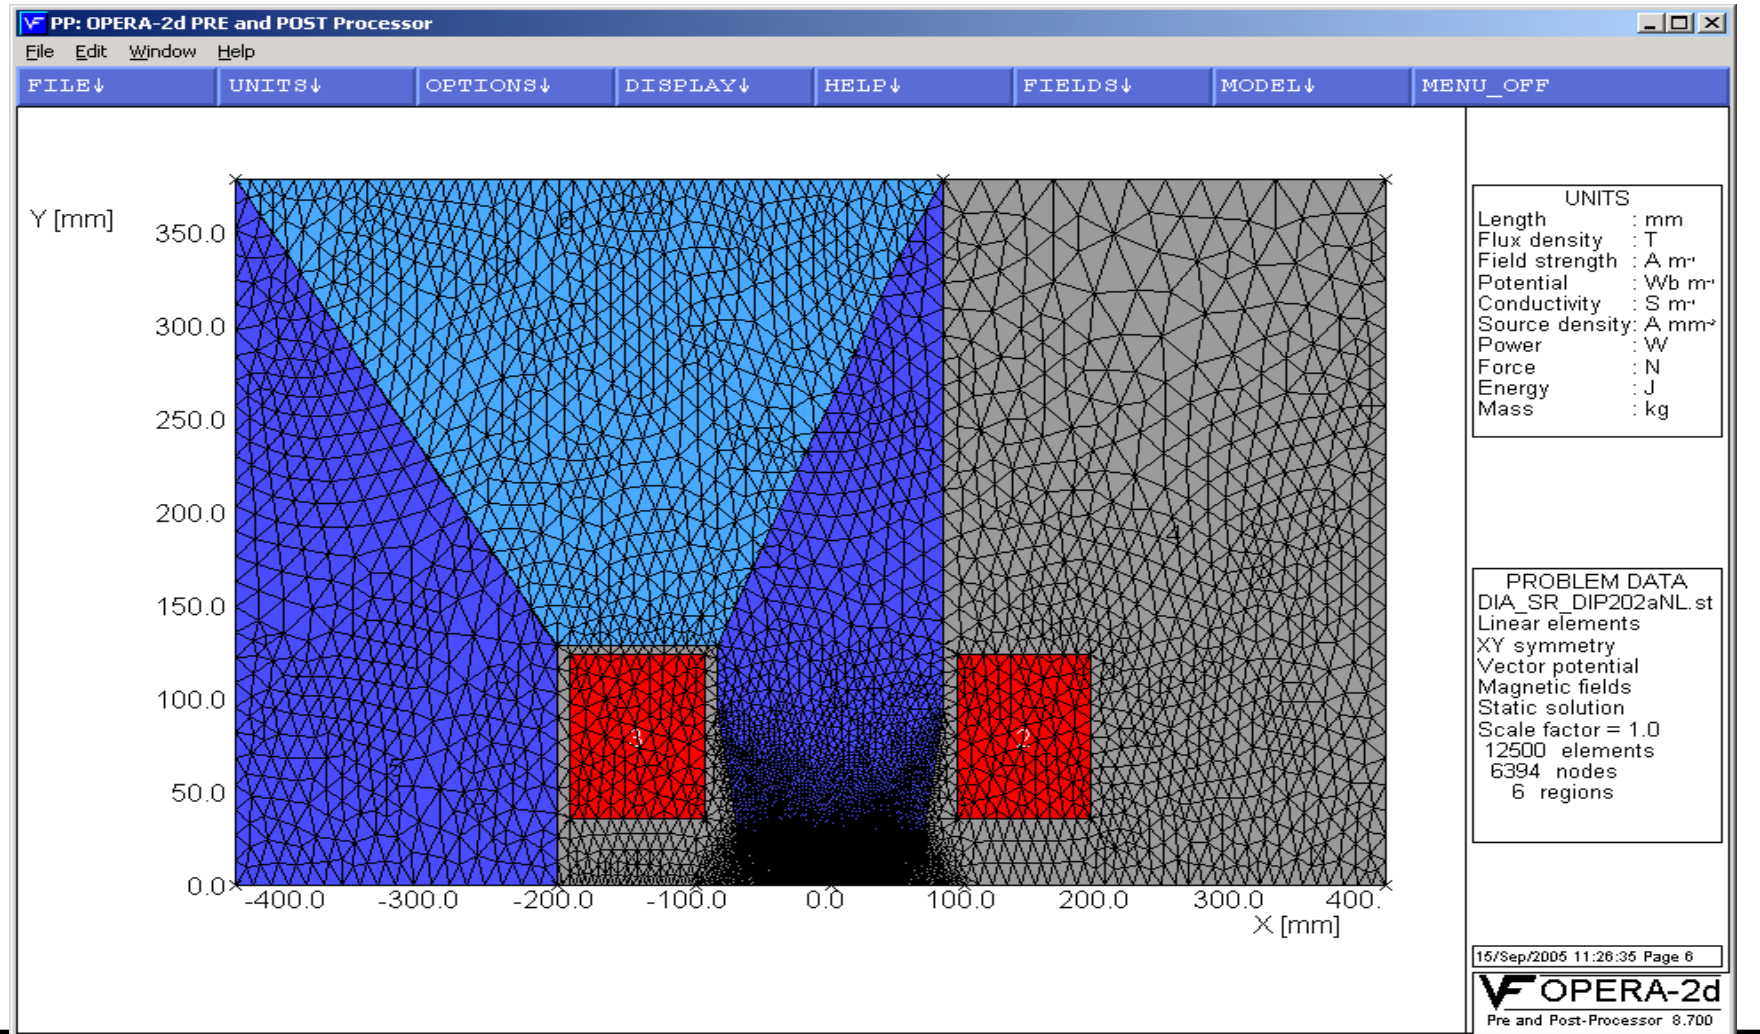 PP: OPERA-2d PRE and POST Processor
File Edit Window Help
FILE↓ UNITS↓ OPTIONS↓ DISPLAY↓ HELP↓ FIELDS↓ MODEL↓ MENU_OFF
Y [mm]
350.0
300.0
250.0
200.0
150.0
100.0
50.0
0.0
-400.0 -300.0 -200.0 -100.0 0.0 100.0 200.0 300.0 400.
X [mm]
6
4
3
2
5
UNITS
Length : mm
Flux density : T
Field strength : A m⁻¹
Potential : Wb m⁻¹
Conductivity : S m⁻¹
Source density: A mm⁻²
Power : W
Force : N
Energy : J
Mass : kg
PROBLEM DATA
DIA_SR_DIP202aNL.st
Linear elements
XY symmetry
Vector potential
Magnetic fields
Static solution
Scale factor = 1.0
12500 elements
6394 nodes
6 regions
15/Sep/2005 11:26:35 Page 6
VF OPERA-2d
Pre and Post-Processor 8.700